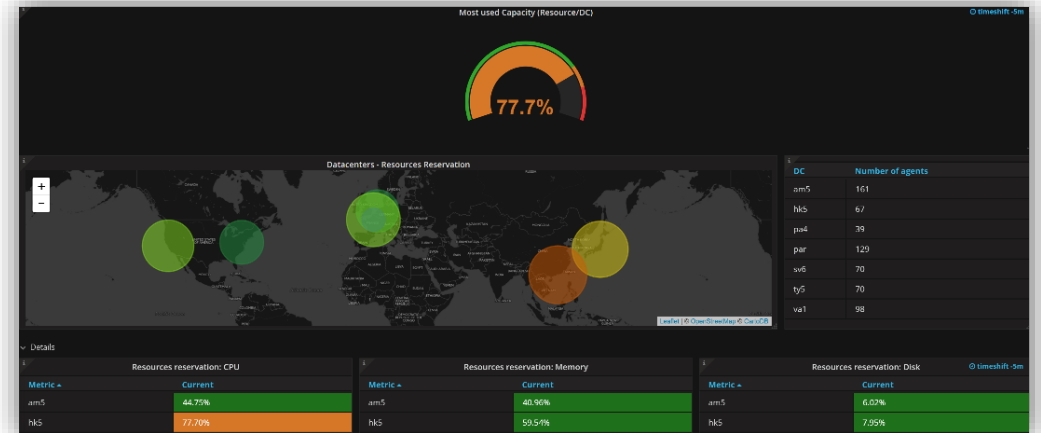 Most used Capacity (Resource/DC)
timeshift -5m
77.7%
Datacenters - Resources Reservation
+
−
Leaflet | © OpenStreetMap © CartoDB
DC Number of agents
am5 161
hk5 67
pa4 39
par 129
sv6 70
ty5 70
va1 98
Details
Resources reservation: CPU
Metric Current
am5 44.75%
hk5 77.70%
Resources reservation: Memory
Metric Current
am5 40.96%
hk5 59.54%
Resources reservation: Disk
timeshift -5m
Metric Current
am5 6.02%
hk5 7.95%